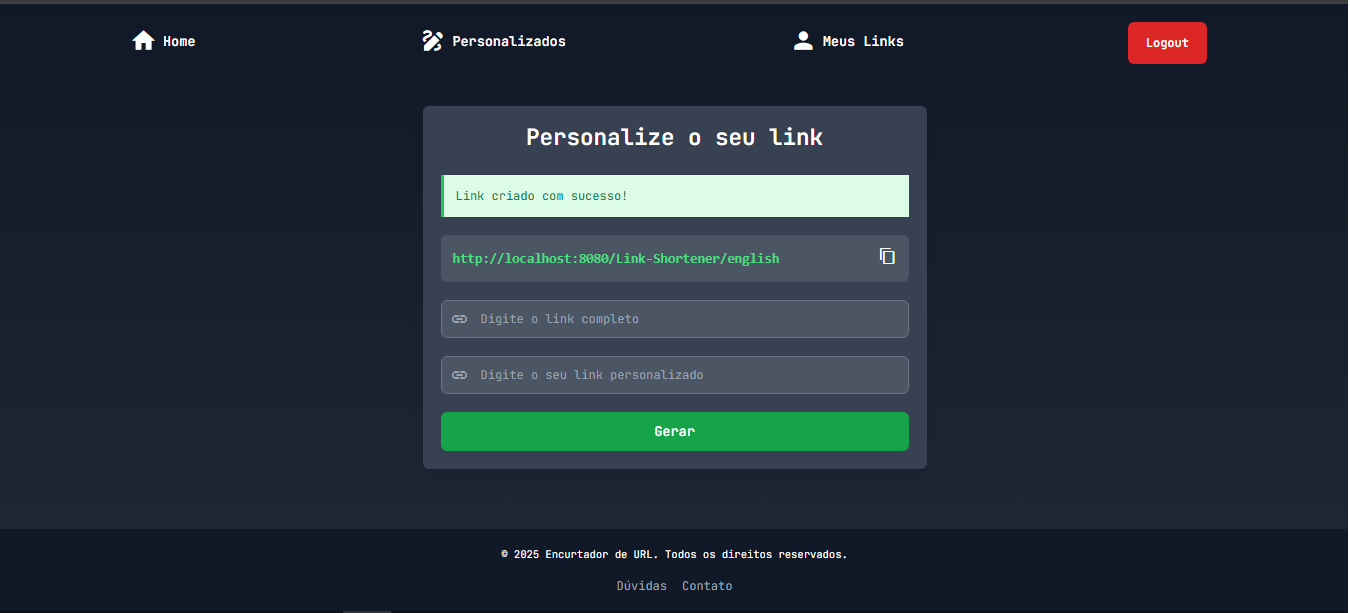 Home
Personalizados
Meus Links
Logout
Personalize o seu link
Link criado com sucesso!
http://localhost:8080/Link-Shortener/english
Digite o link completo
Digite o seu link personalizado
Gerar
© 2025 Encurtador de URL. Todos os direitos reservados.
Dúvidas Contato